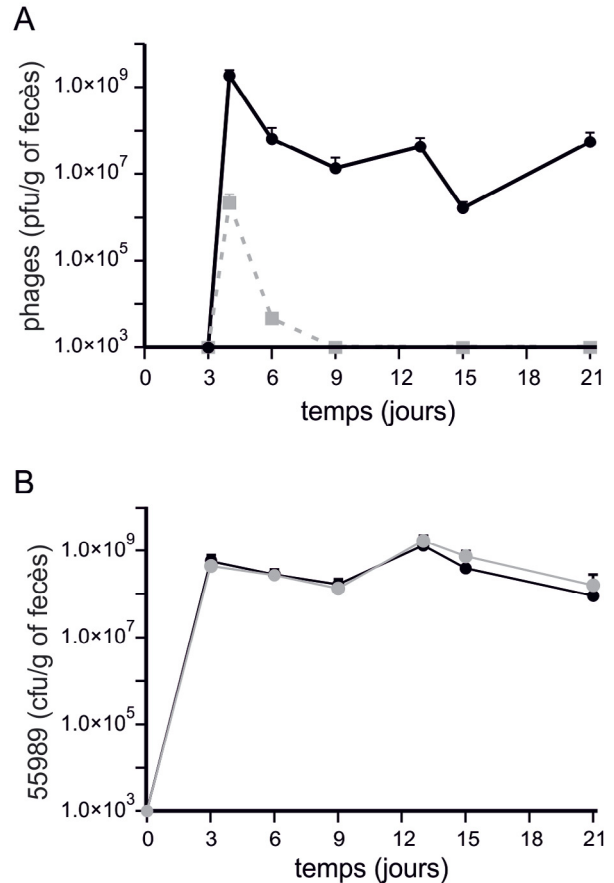 A
phages (pfu/g of fecès)
1.0×10⁹
1.0×10⁷
1.0×10⁵
1.0×10³
0 3 6 9 12 15 18 21
temps (jours)
B
55989 (cfu/g of fecès)
1.0×10⁹
1.0×10⁷
1.0×10⁵
1.0×10³
0 3 6 9 12 15 18 21
temps (jours)